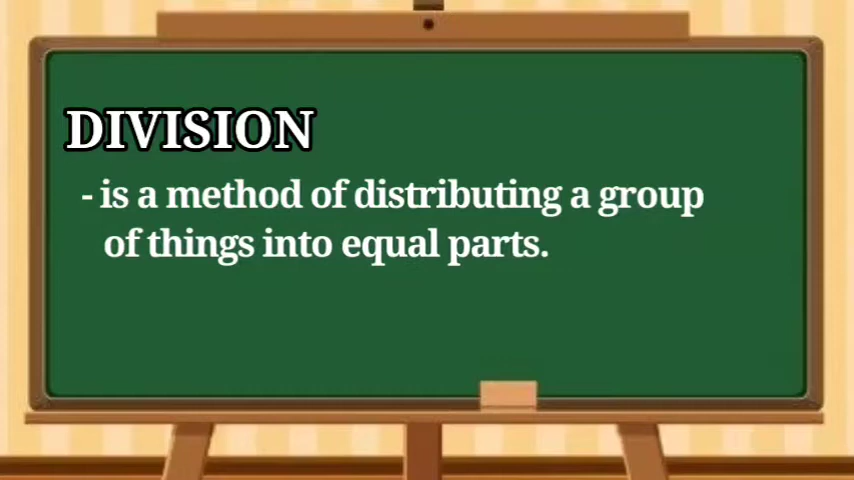 DIVISION
- is a method of distributing a group
of things into equal parts.